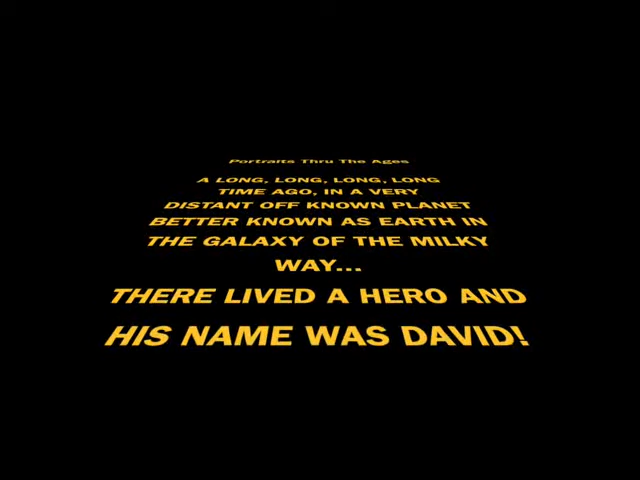 Portraits Thru The Ages
A LONG, LONG, LONG, LONG
TIME AGO, IN A VERY
DISTANT OFF KNOWN PLANET
BETTER KNOWN AS EARTH IN
THE GALAXY OF THE MILKY
WAY...
THERE LIVED A HERO AND
HIS NAME WAS DAVID!